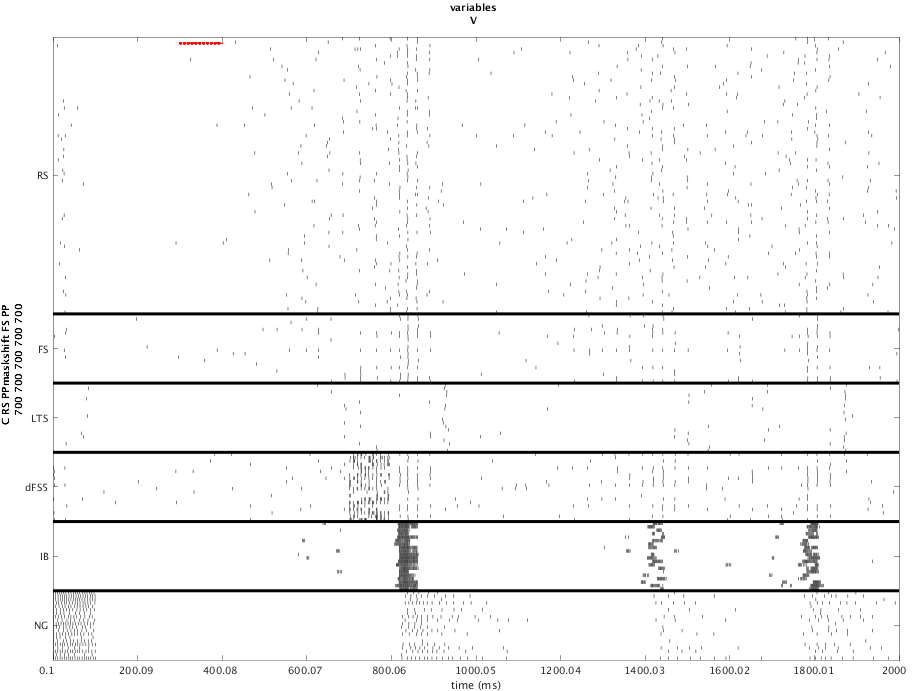 variables
V
C RS PPmaskshift FS PP
700 700 700 700 700 700
RS
FS
LTS
dFS5
IB
NG
0.1 200.09 400.08 600.07 800.06 1000.05 1200.04 1400.03 1600.02 1800.01 2000
time (ms)